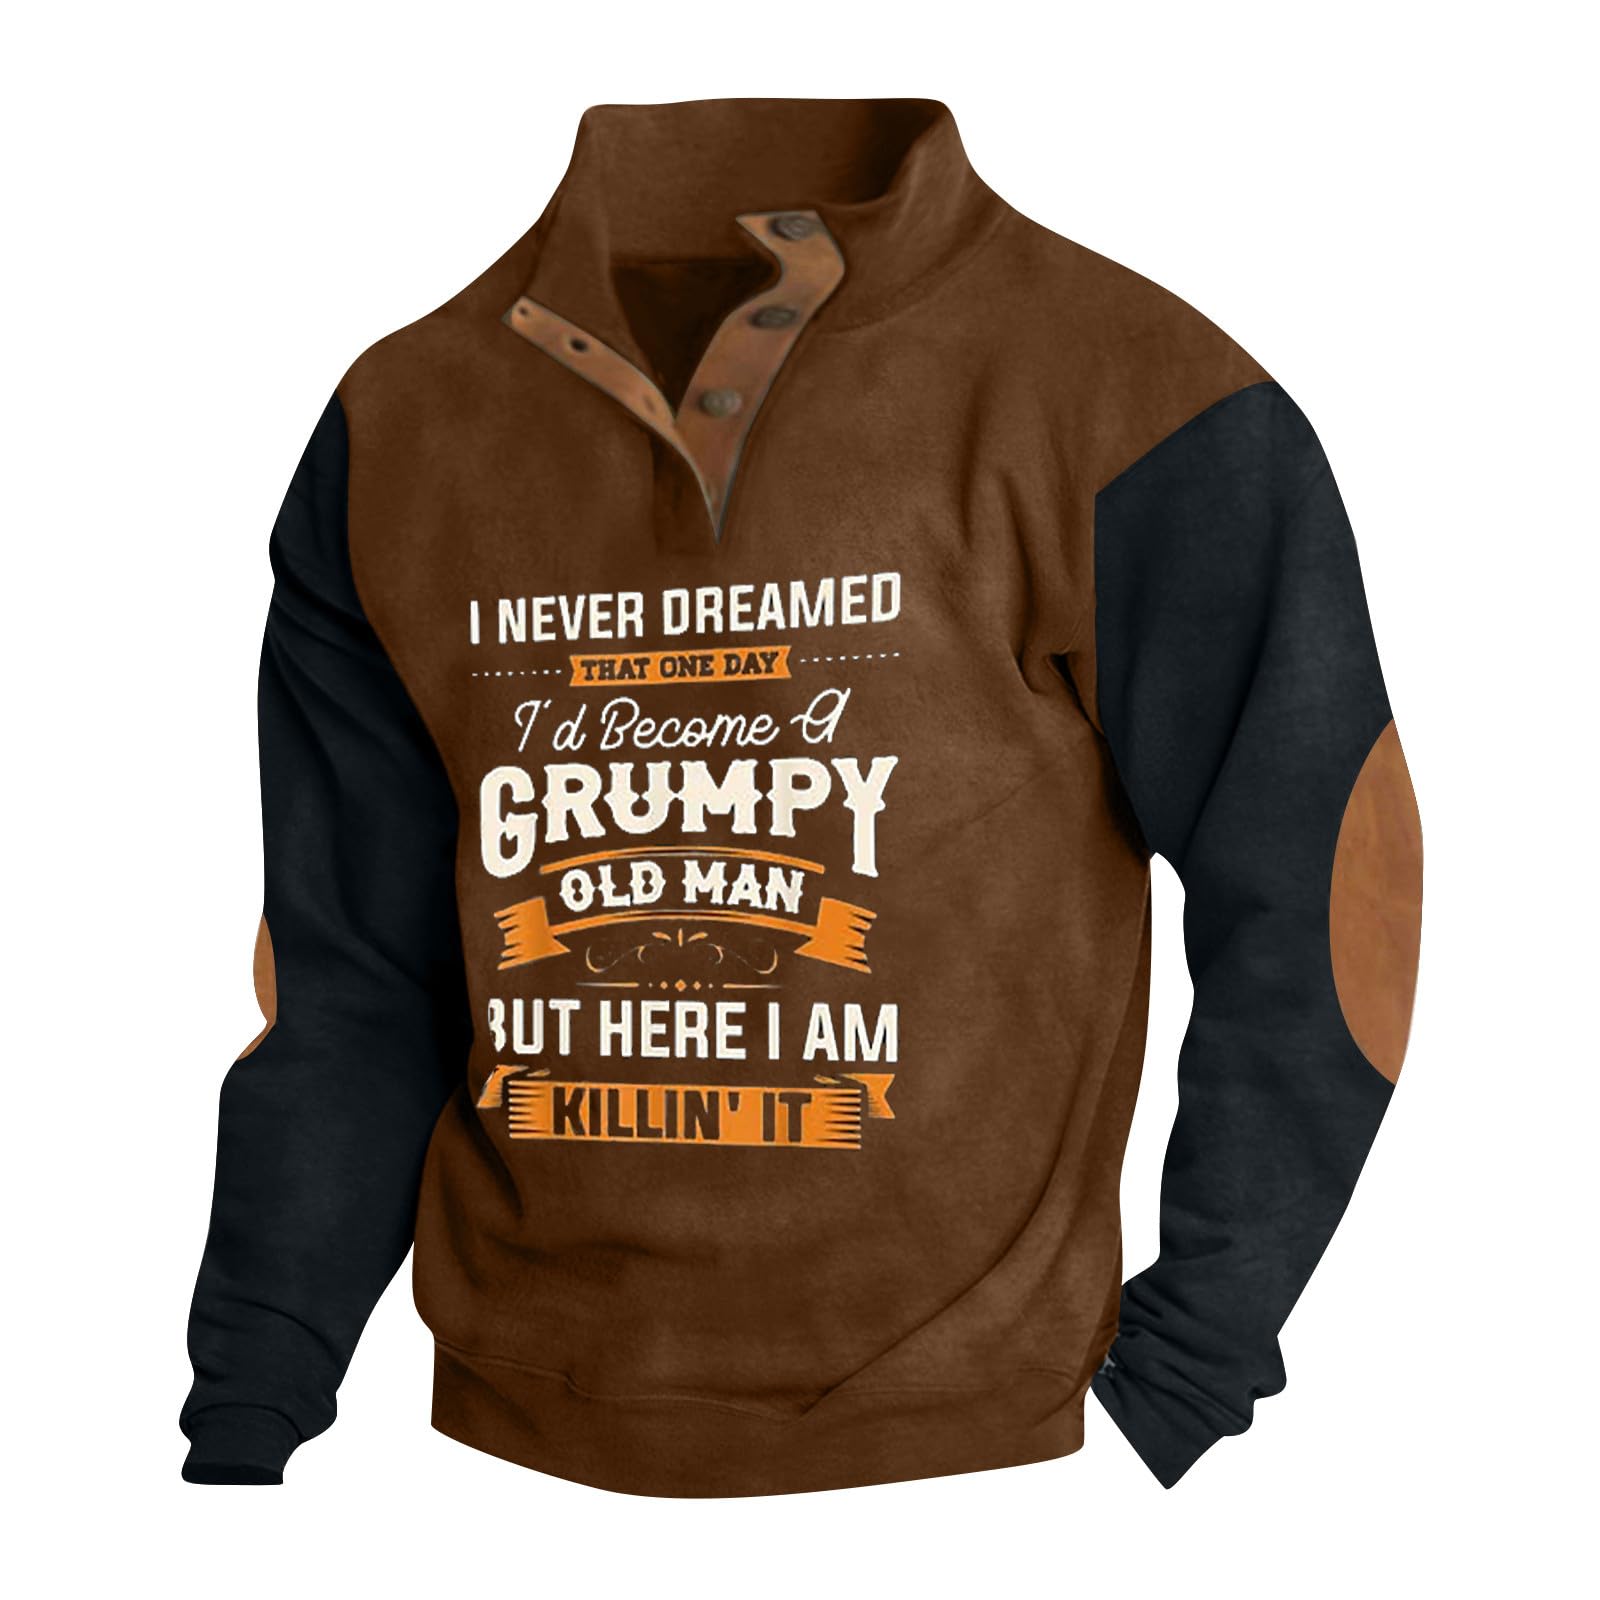 I NEVER DREAMED
THAT ONE DAY
I'd Become A
GRUMPY
OLD MAN
BUT HERE I AM
KILLIN' IT